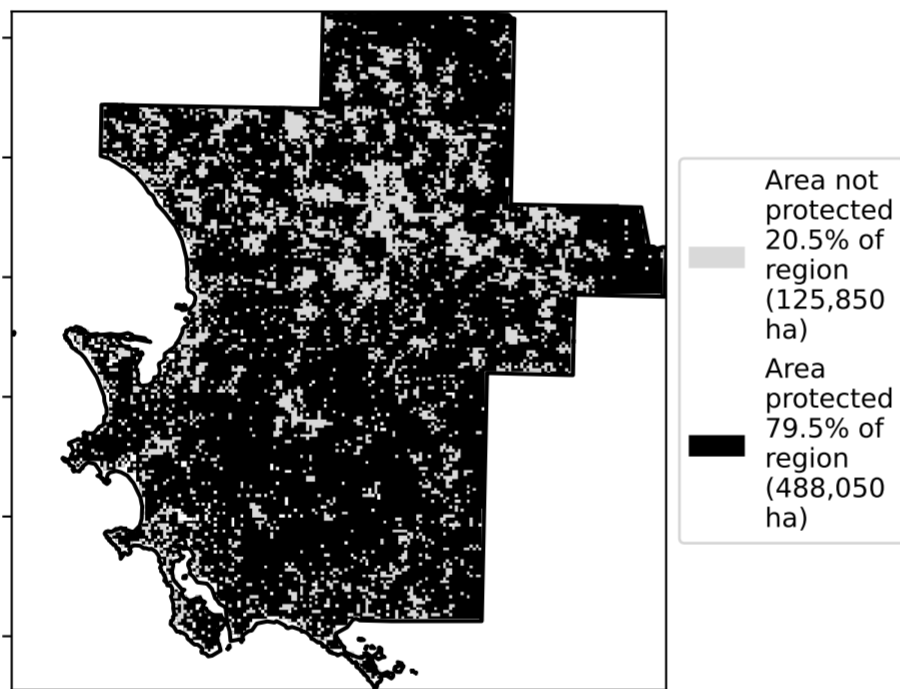 Area not
protected
20.5% of
region
(125,850
ha)
Area
protected
79.5% of
region
(488,050
ha)